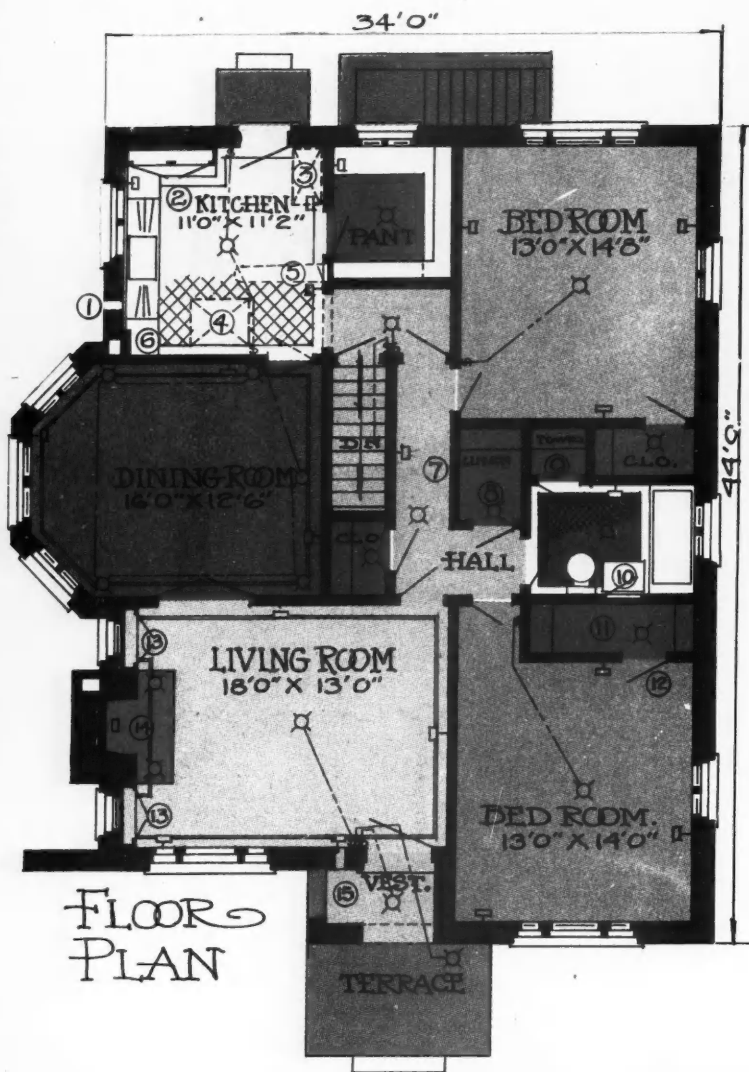 34'0"
③
② KITCHEN
11'0" X 11'2"
PANT
BED ROOM
13'0" X 14'8"
⑤
①
④
⑥
DINING ROOM
16'0" X 12'6"
DN
⑦
LINEN
⑧
TOWEL
⑨
CLO.
44'0"
CLO
HALL
⑩
⑪
⑫
LIVING ROOM
18'0" X 13'0"
⑬
⑭
⑬
BED ROOM.
13'0" X 14'0"
⑮ VEST.
TERRACE
FLOOR
PLAN